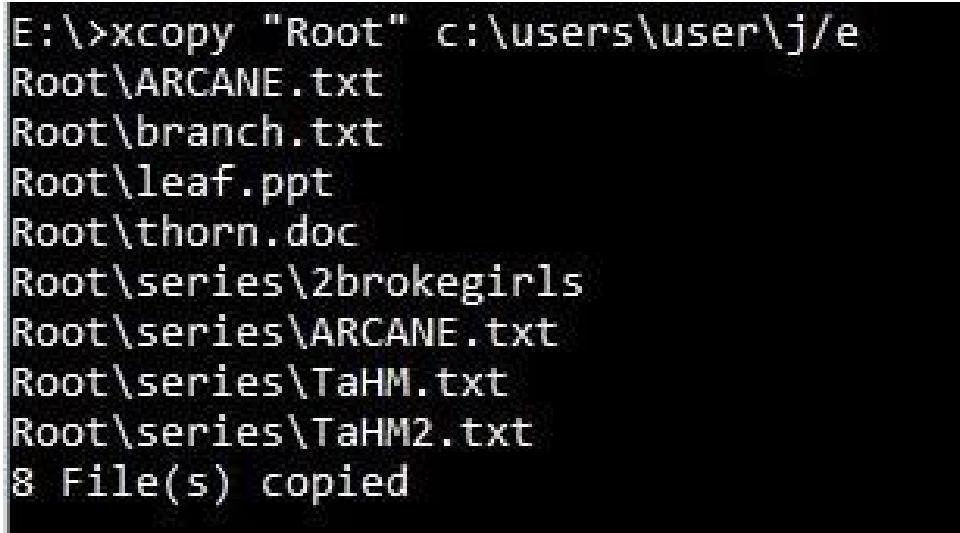 E:\>xcopy "Root" c:\users\user\j/e
Root\ARCANE.txt
Root\branch.txt
Root\leaf.ppt
Root\thorn.doc
Root\series\2brokegirls
Root\series\ARCANE.txt
Root\series\TaHM.txt
Root\series\TaHM2.txt
8 File(s) copied